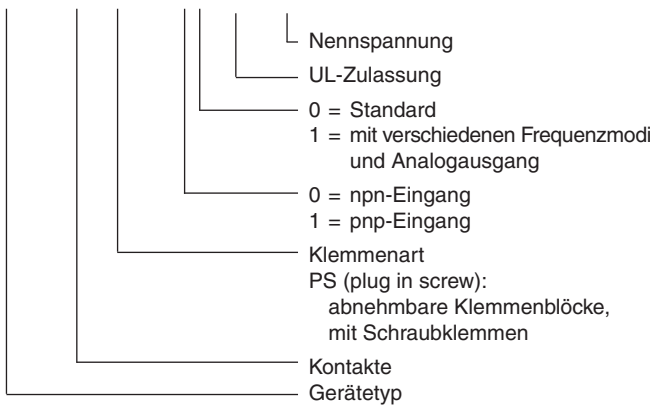 Nennspannung
UL-Zulassung
0 = Standard
1 = mit verschiedenen Frequenzmodi
und Analogausgang
0 = npn-Eingang
1 = pnp-Eingang
Klemmenart
PS (plug in screw):
abnehmbare Klemmenblöcke,
mit Schraubklemmen
Kontakte
Gerätetyp